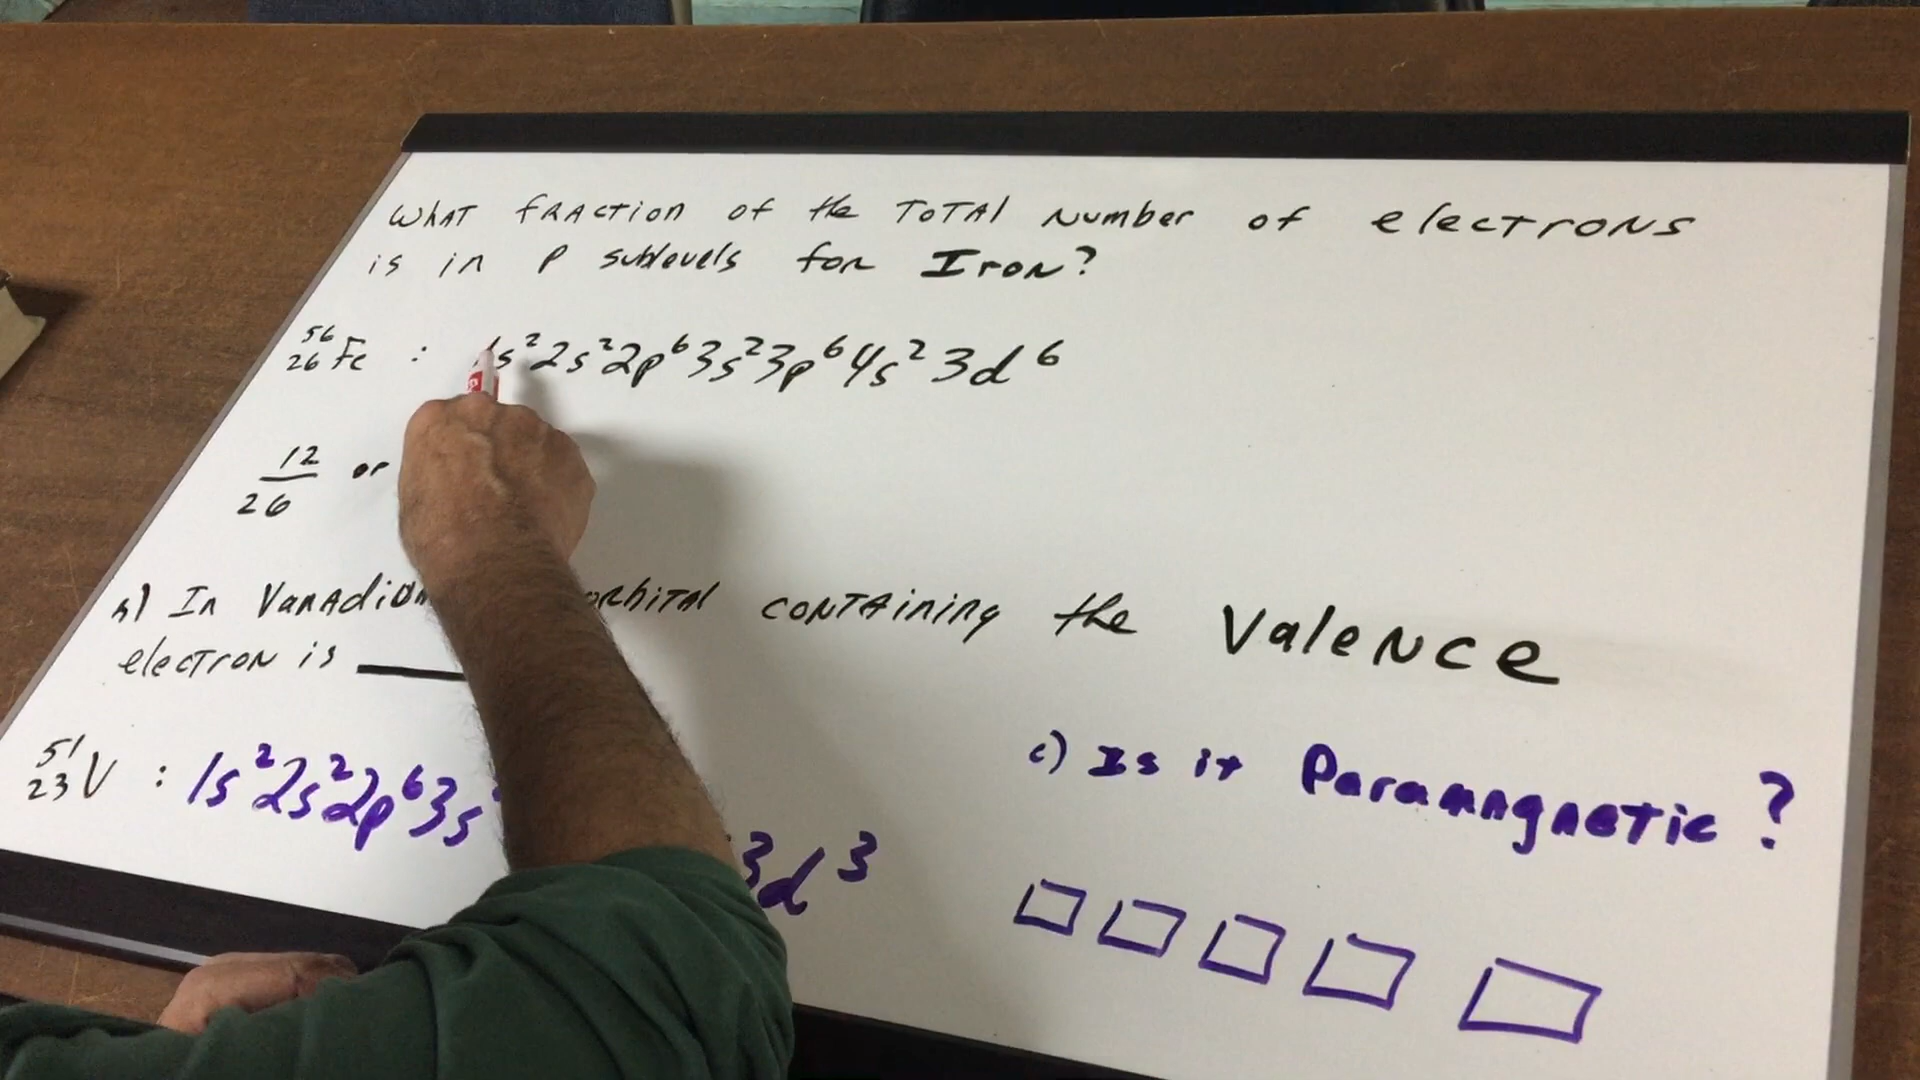 What fraction of the Total Number of electrons
is in p sublevels for Iron?
56
26 Fe : 1s² 2s² 2p⁶ 3s² 3p⁶ 4s² 3d⁶
12
26
or
In Vanadium orbital containing the Valence
electron is
51
23 V : 1s² 2s² 2p⁶ 3s 3d³
c) Is it Paramagnetic ?